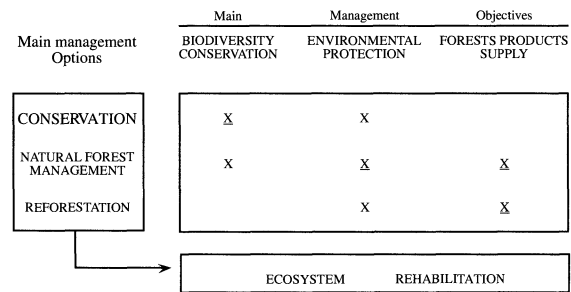 Main Management Objectives
Main management
Options
BIODIVERSITY
CONSERVATION
ENVIRONMENTAL
PROTECTION
FORESTS PRODUCTS
SUPPLY
CONSERVATION X X
NATURAL FOREST
MANAGEMENT X X X
REFORESTATION X X
ECOSYSTEM REHABILITATION